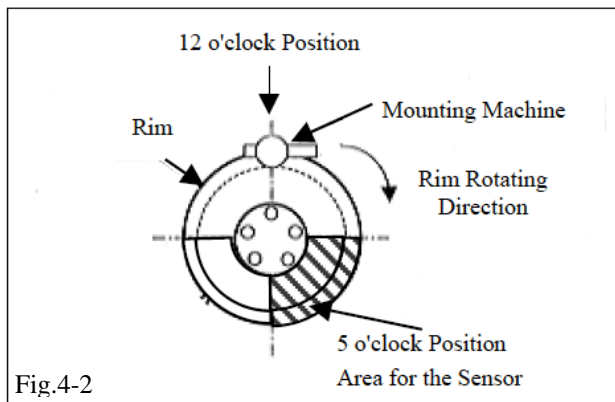 12 o'clock Position
Mounting Machine
Rim
Rim Rotating
Direction
5 o'clock Position
Area for the Sensor
Fig.4-2